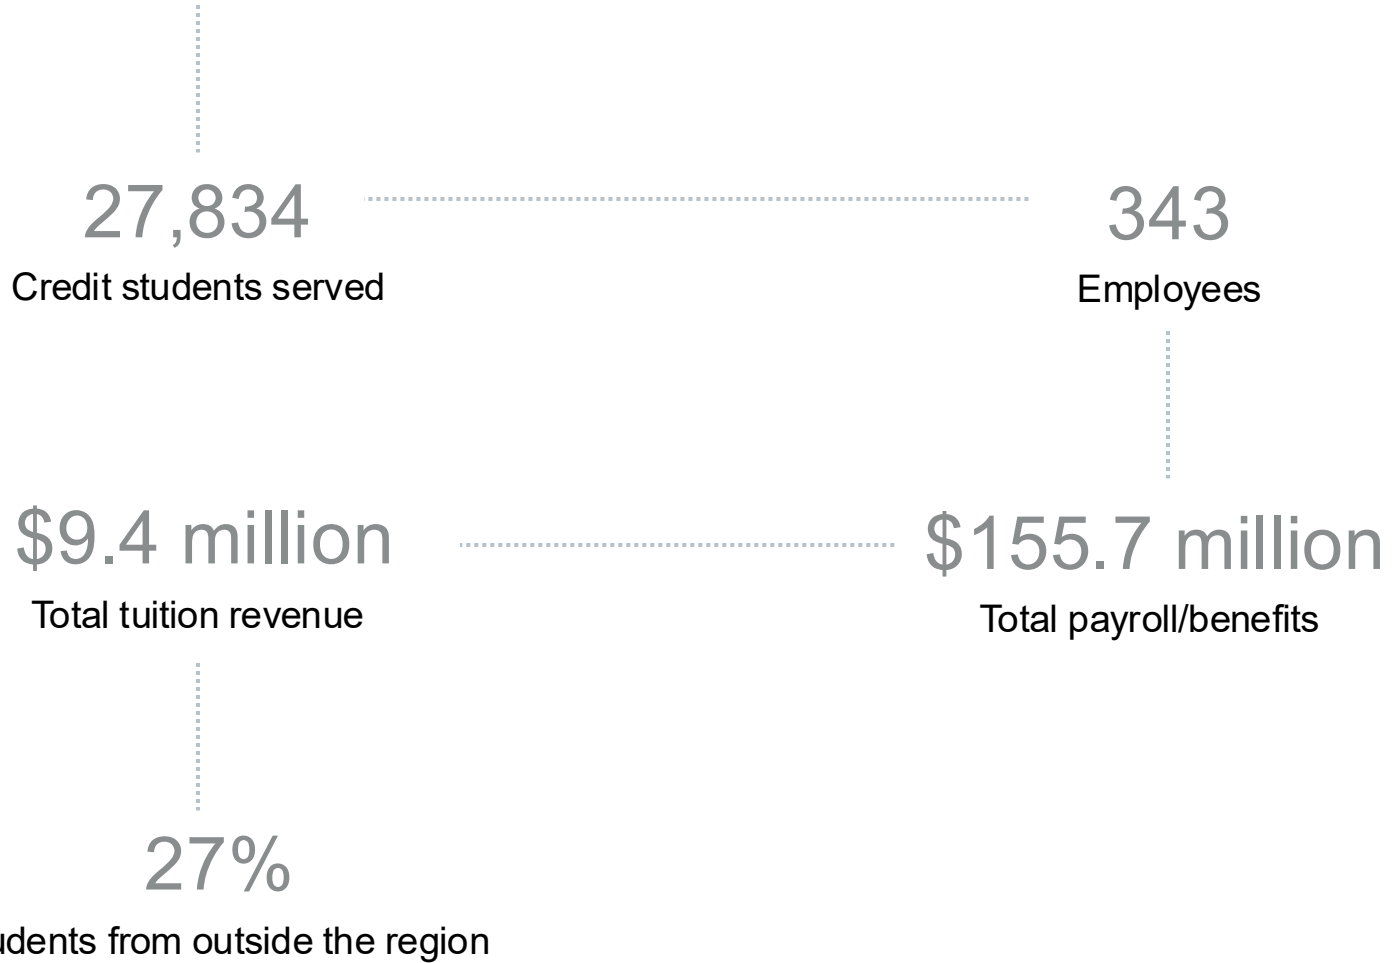 27,834
Credit students served
343
Employees
$9.4 million
Total tuition revenue
$155.7 million
Total payroll/benefits
27%
from outside the region